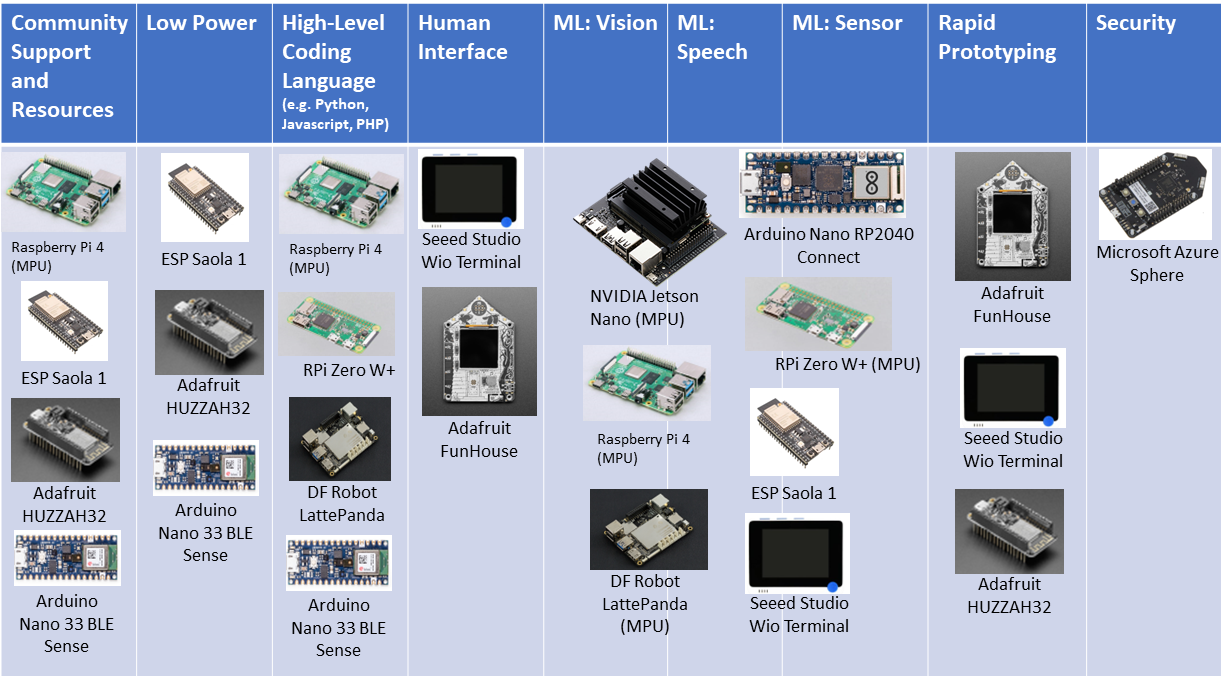 Community
Support
and
Resources
Low Power
High-Level
Coding
Language
(e.g. Python,
Javascript, PHP)
Human
Interface
ML: Vision
ML:
Speech
ML: Sensor
Rapid
Prototyping
Security
Raspberry Pi 4
(MPU)
ESP Saola 1
Adafruit
HUZZAH32
Arduino
Nano 33 BLE
Sense
ESP Saola 1
Adafruit
HUZZAH32
Arduino
Nano 33 BLE
Sense
Raspberry Pi 4
(MPU)
RPi Zero W+
DF Robot
LattePanda
Arduino
Nano 33 BLE
Sense
Seeed Studio
Wio Terminal
Adafruit
FunHouse
NVIDIA Jetson
Nano (MPU)
Raspberry Pi 4
(MPU)
DF Robot
LattePanda
(MPU)
Arduino Nano RP2040
Connect
RPi Zero W+ (MPU)
ESP Saola 1
Seeed Studio
Wio Terminal
Adafruit
FunHouse
Seeed Studio
Wio Terminal
Adafruit
HUZZAH32
Microsoft Azure
Sphere